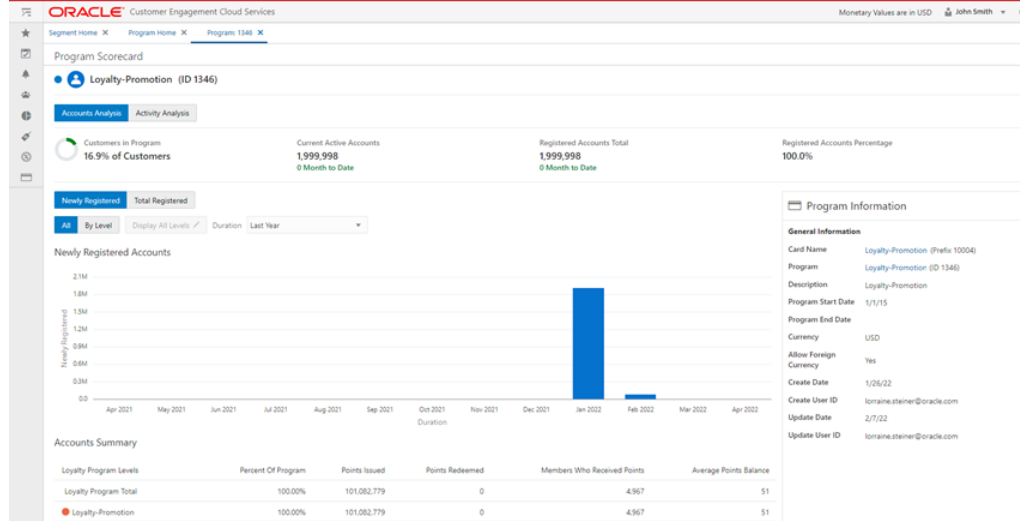 ORACLE® Customer Engagement Cloud Services
Monetary Values are in USD John Smith
Segment Home X Program Home X Program: 1346 X
Program Scorecard
Loyalty-Promotion (ID 1346)
Accounts Analysis Activity Analysis
Customers in Program
16.9% of Customers
Current Active Accounts
1,999,998
0 Month to Date
Registered Accounts Total
1,999,998
0 Month to Date
Registered Accounts Percentage
100.0%
Newly Registered Total Registered
All By Level Display All Levels Duration Last Year
Newly Registered Accounts
Newly Registered
2.1M
1.8M
1.5M
1.2M
0.9M
0.6M
0.3M
0.0
Apr 2021 May 2021 Jun 2021 Jul 2021 Aug 2021 Sep 2021 Oct 2021 Nov 2021 Dec 2021 Jan 2022 Feb 2022 Mar 2022 Apr 2022
Duration
Accounts Summary
Loyalty Program Levels Percent Of Program Points Issued Points Redeemed Members Who Received Points Average Points Balance
Loyalty Program Total 100.00% 101,082,779 0 4,967 51
Loyalty-Promotion 100.00% 101,082,779 0 4,967 51
Program Information
General Information
Card Name Loyalty-Promotion (Prefix 10004)
Program Loyalty-Promotion (ID 1346)
Description Loyalty-Promotion
Program Start Date 1/1/15
Program End Date
Currency USD
Allow Foreign
Currency Yes
Create Date 1/26/22
Create User ID lorraine.steiner@oracle.com
Update Date 2/7/22
Update User ID lorraine.steiner@oracle.com